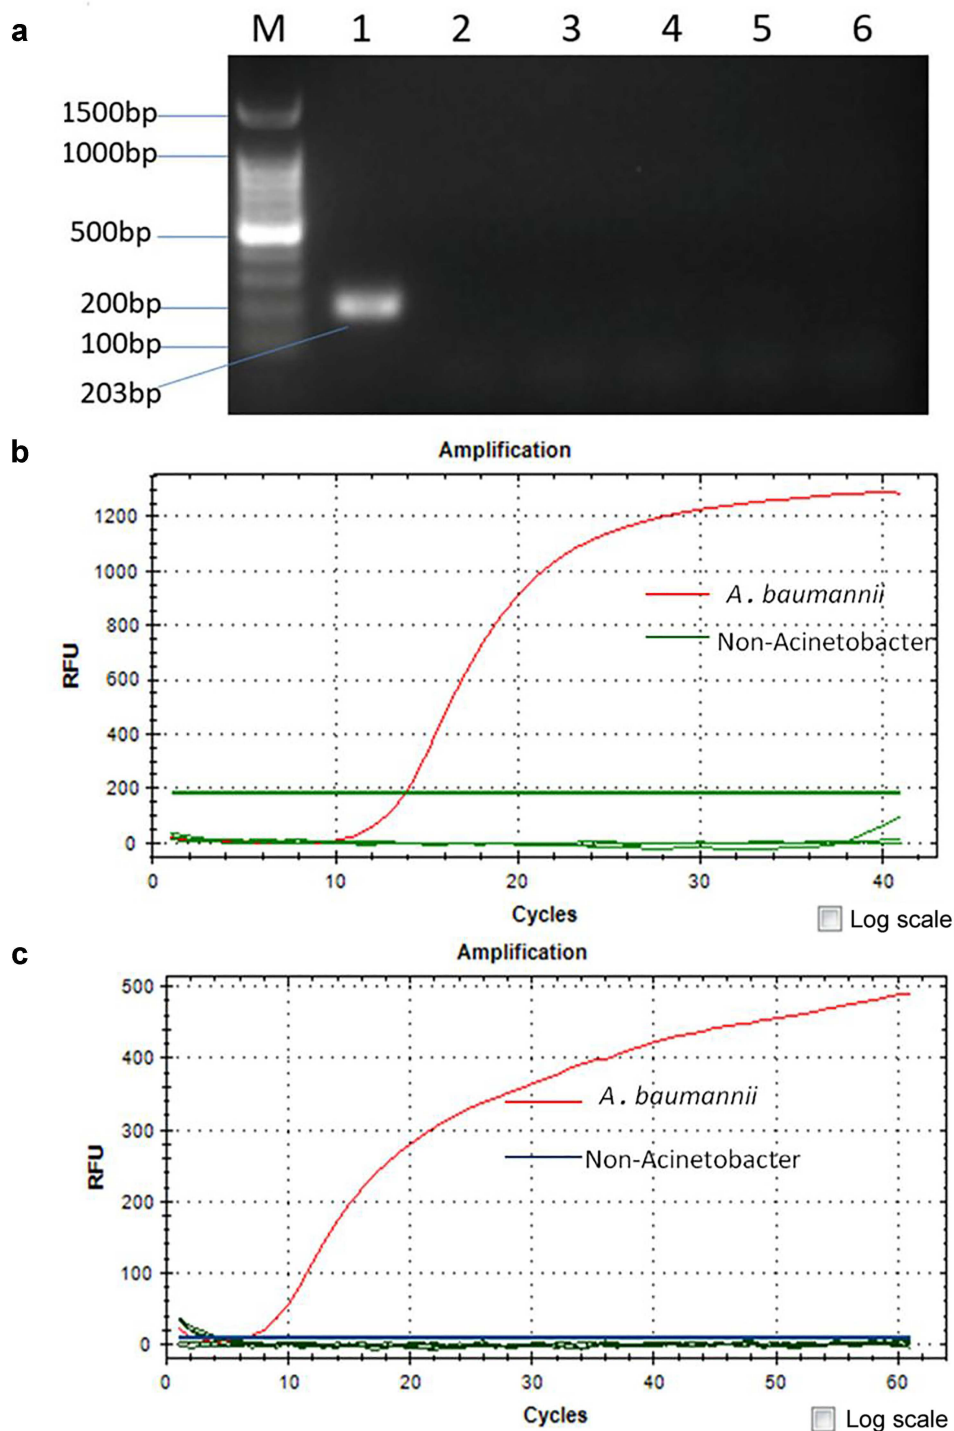 a
M 1 2 3 4 5 6
1500bp
1000bp
500bp
200bp
100bp
203bp
b
Amplification
1200
1000
800
600
400
200
0
RFU
A. baumannii
Non-Acinetobacter
0 10 20 30 40
Cycles
Log scale
c
Amplification
500
400
300
200
100
0
RFU
A. baumannii
Non-Acinetobacter
0 10 20 30 40 50 60
Cycles
Log scale